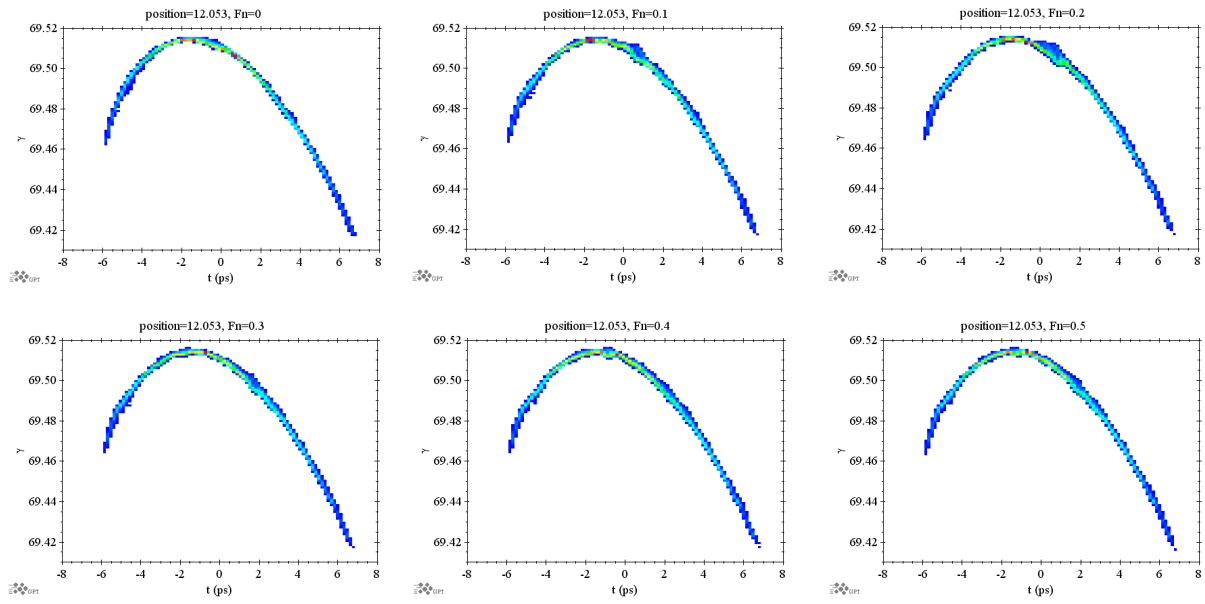 position=12.053, Fn=0
69.52
69.50
69.48
69.46
69.44
69.42
γ
-8 -6 -4 -2 0 2 4 6 8
t (ps)
GPT
position=12.053, Fn=0.1
69.52
69.50
69.48
69.46
69.44
69.42
γ
-8 -6 -4 -2 0 2 4 6 8
t (ps)
GPT
position=12.053, Fn=0.2
69.52
69.50
69.48
69.46
69.44
69.42
γ
-8 -6 -4 -2 0 2 4 6 8
t (ps)
GPT
position=12.053, Fn=0.3
69.52
69.50
69.48
69.46
69.44
69.42
γ
-8 -6 -4 -2 0 2 4 6 8
t (ps)
GPT
position=12.053, Fn=0.4
69.52
69.50
69.48
69.46
69.44
69.42
γ
-8 -6 -4 -2 0 2 4 6 8
t (ps)
GPT
position=12.053, Fn=0.5
69.52
69.50
69.48
69.46
69.44
69.42
γ
-8 -6 -4 -2 0 2 4 6 8
t (ps)
GPT